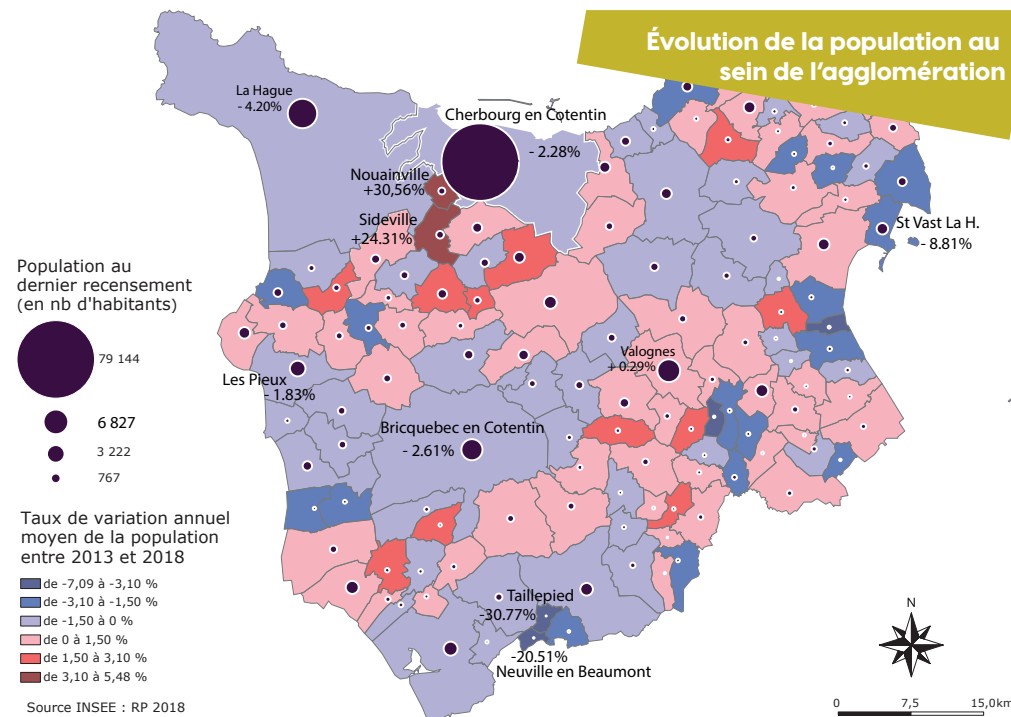 Évolution de la population au
sein de l'agglomération
La Hague
- 4.20%
Cherbourg en Cotentin
- 2.28%
Nouainville
+30,56%
Sideville
+24.31%
St Vast La H.
- 8.81%
Population au
dernier recensement
(en nb d'habitants)
79 144
6 827
3 222
767
Les Pieux
- 1.83%
Valognes
+ 0.29%
Bricquebec en Cotentin
- 2.61%
Taux de variation annuel
moyen de la population
entre 2013 et 2018
de -7,09 à -3,10 %
de -3,10 à -1,50 %
de -1,50 à 0 %
de 0 à 1,50 %
de 1,50 à 3,10 %
de 3,10 à 5,48 %
Taillepied
-30.77%
-20.51%
Neuville en Beaumont
N
0 7,5 15,0km
Source INSEE : RP 2018